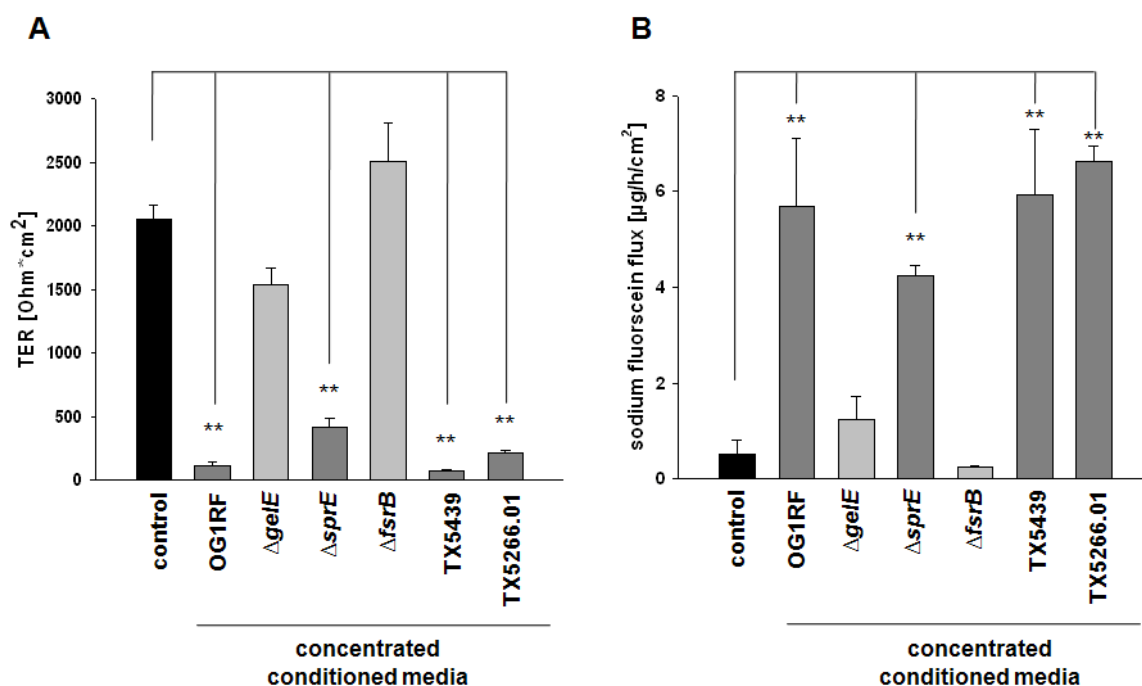 A
TER [Ohm*cm2]
3000
2500
2000
1500
1000
500
0
**
**
**
**
control
OG1RF
ΔgelE
ΔsprE
ΔfsrB
TX5439
TX5266.01
concentrated
conditioned media
B
sodium fluorscein flux [µg/h/cm2]
8
6
4
2
0
**
**
**
**
control
OG1RF
ΔgelE
ΔsprE
ΔfsrB
TX5439
TX5266.01
concentrated
conditioned media